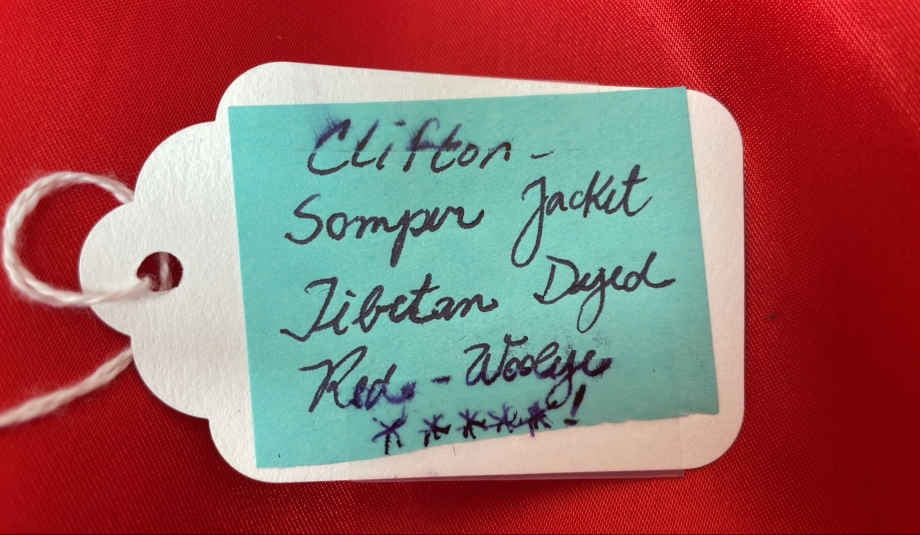 Clifton -
Somper Jacket
Tibetan Dyed
Red - Woolye
*****!